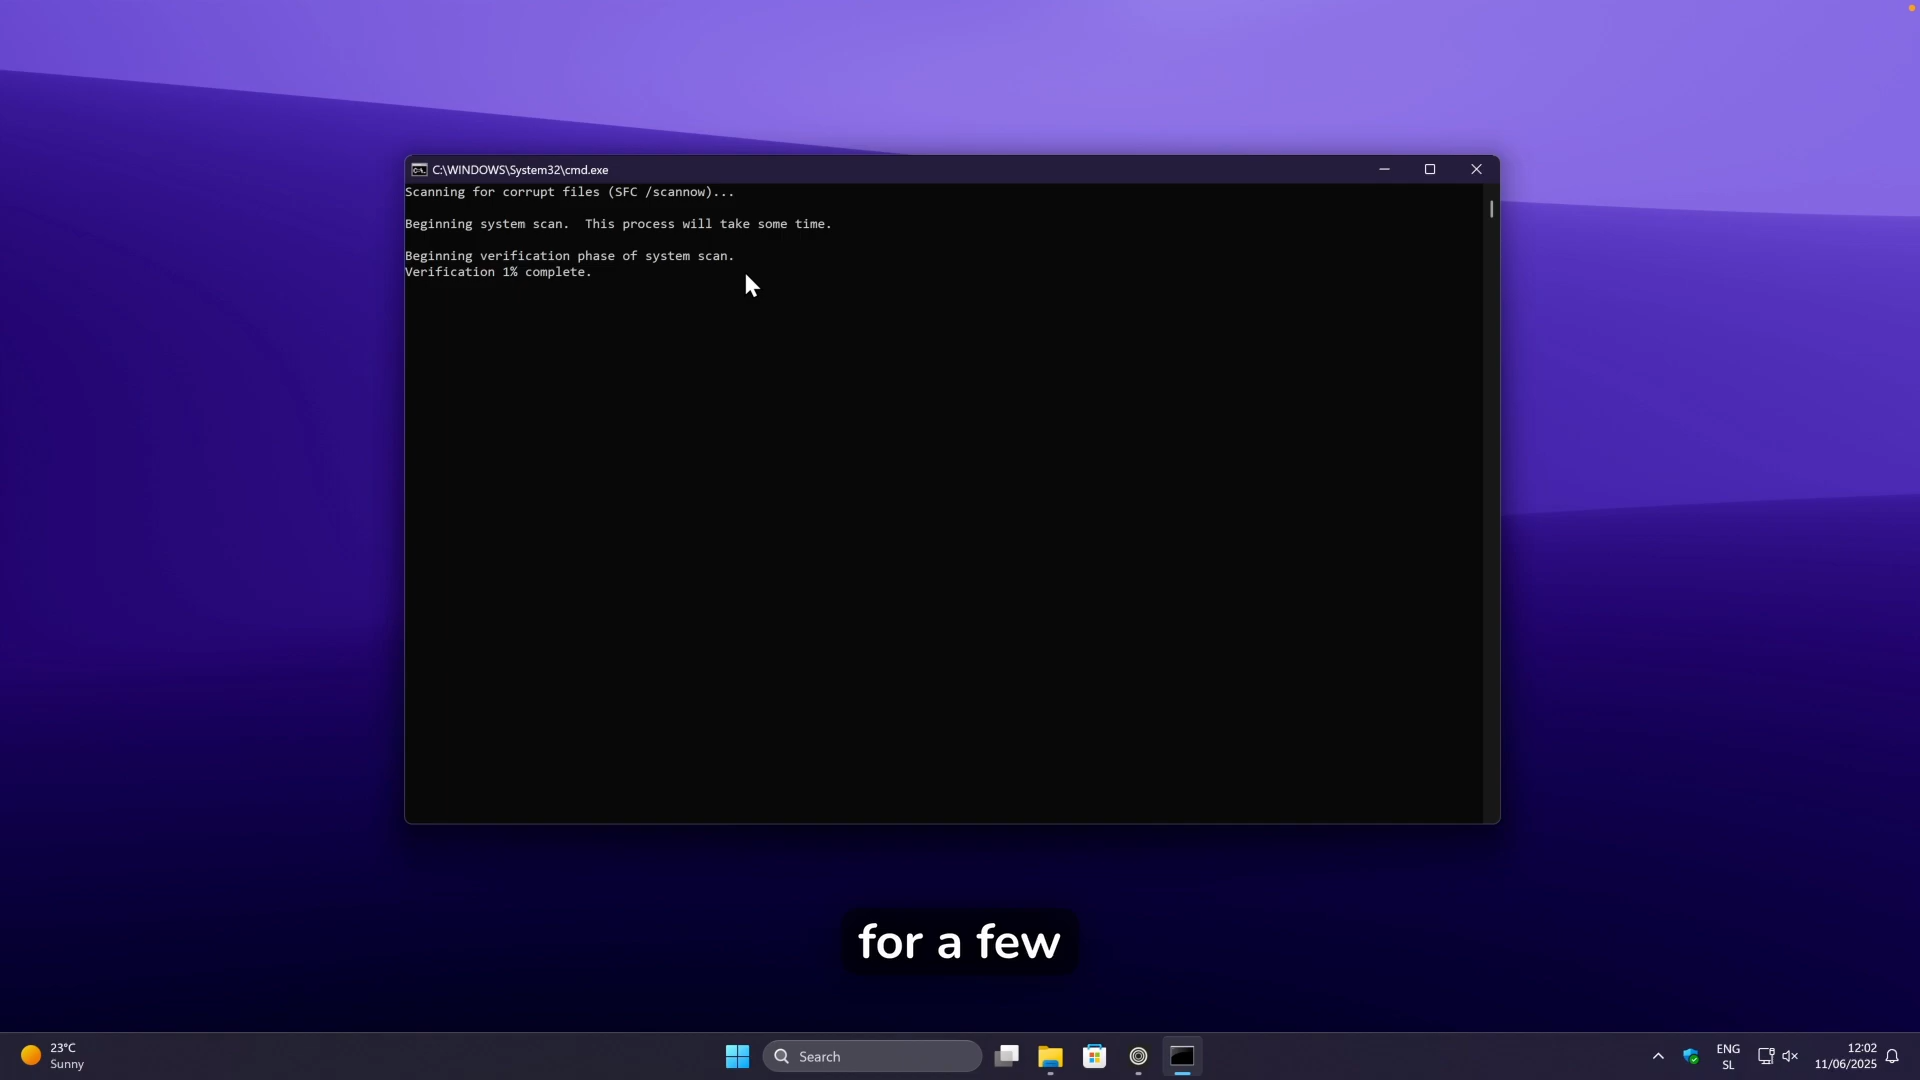 C:\WINDOWS\System32\cmd.exe
Scanning for corrupt files (SFC /scannow)...
Beginning system scan.  This process will take some time.
Beginning verification phase of system scan.
Verification 1% complete.
for a few
23°C
Sunny
Search
ENG
SL
12:02
11/06/2025